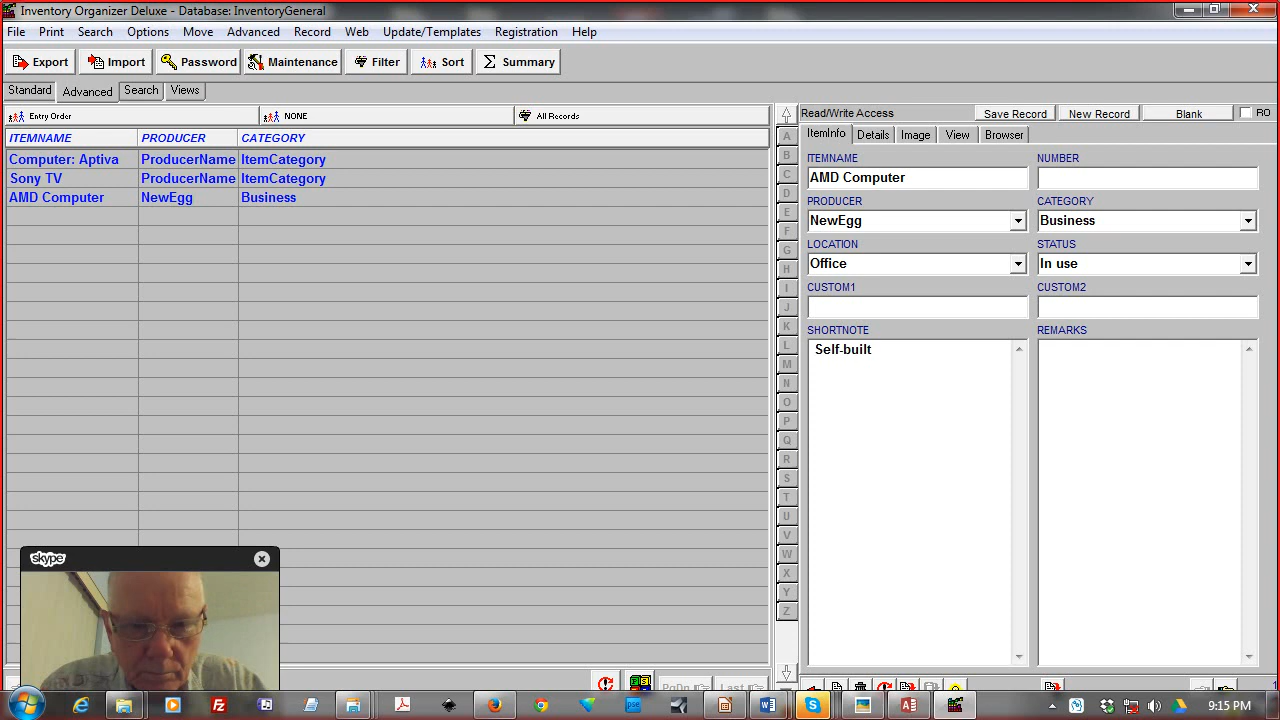 Inventory Organizer Deluxe - Database: InventoryGeneral
File Print Search Options Move Advanced Record Web Update/Templates Registration Help
Export Import Password Maintenance Filter Sort Summary
Standard Advanced Search Views
Entry Order NONE All Records
ITEMNAME PRODUCER CATEGORY
Computer: Aptiva ProducerName ItemCategory
Sony TV ProducerName ItemCategory
AMD Computer NewEgg Business
A
B
C
D
E
F
G
H
I
J
K
L
M
N
O
P
Q
R
S
T
U
V
W
X
Y
Z
Read/Write Access Save Record New Record Blank RO
ItemInfo Details Image View Browser
ITEMNAME NUMBER
AMD Computer
PRODUCER CATEGORY
NewEgg Business
LOCATION STATUS
Office In use
CUSTOM1 CUSTOM2
SHORTNOTE REMARKS
Self-built
skype
PgDn Last
9:15 PM